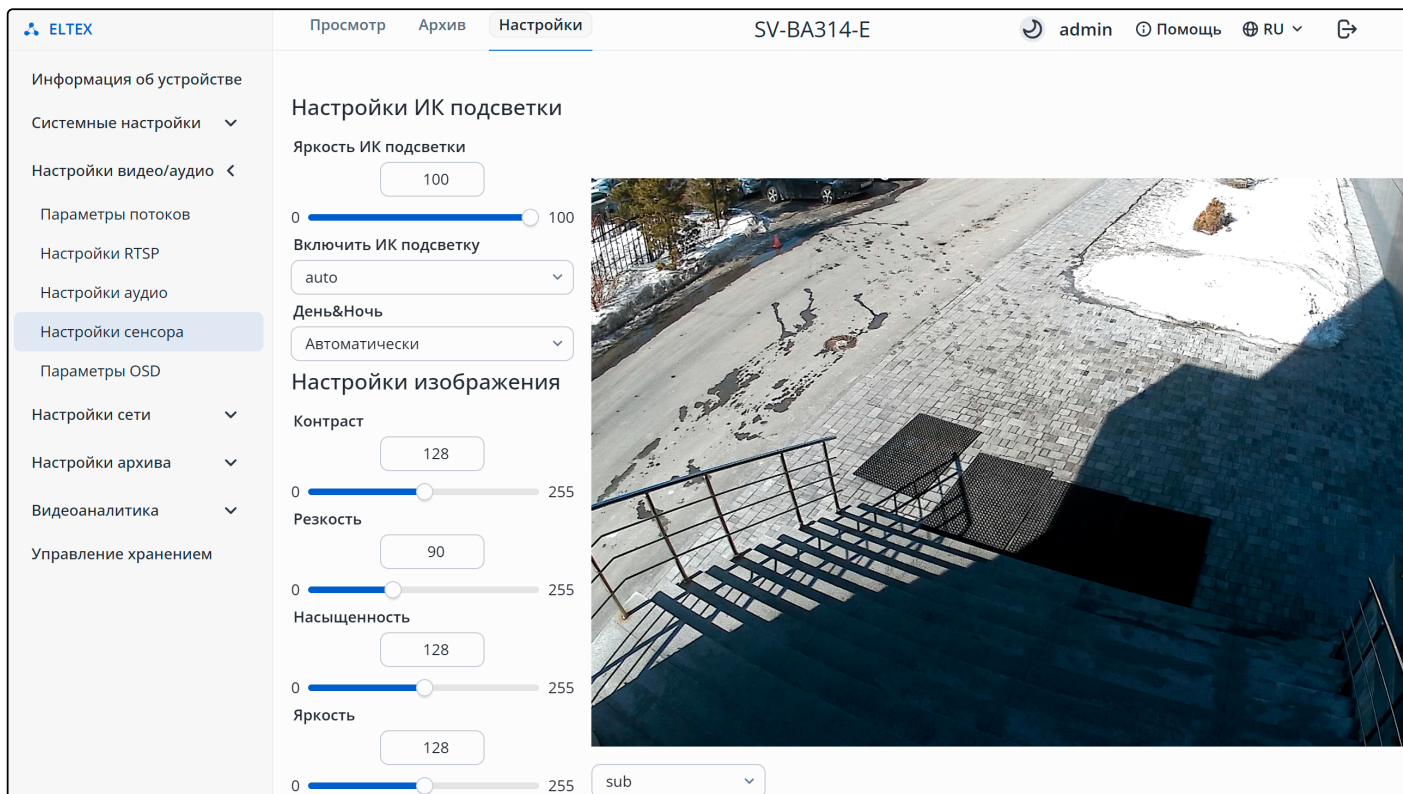 ELTEX
Просмотр
Архив
Настройки
SV-BA314-E
admin
Помощь
RU
Информация об устройстве
Системные настройки
Настройки видео/аудио
Параметры потоков
Настройки RTSP
Настройки аудио
Настройки сенсора
Параметры OSD
Настройки сети
Настройки архива
Видеоаналитика
Управление хранением
Настройки ИК подсветки
Яркость ИК подсветки
100
0 100
Включить ИК подсветку
auto
День&Ночь
Автоматически
Настройки изображения
Контраст
128
0 255
Резкость
90
0 255
Насыщенность
128
0 255
Яркость
128
0 255
sub